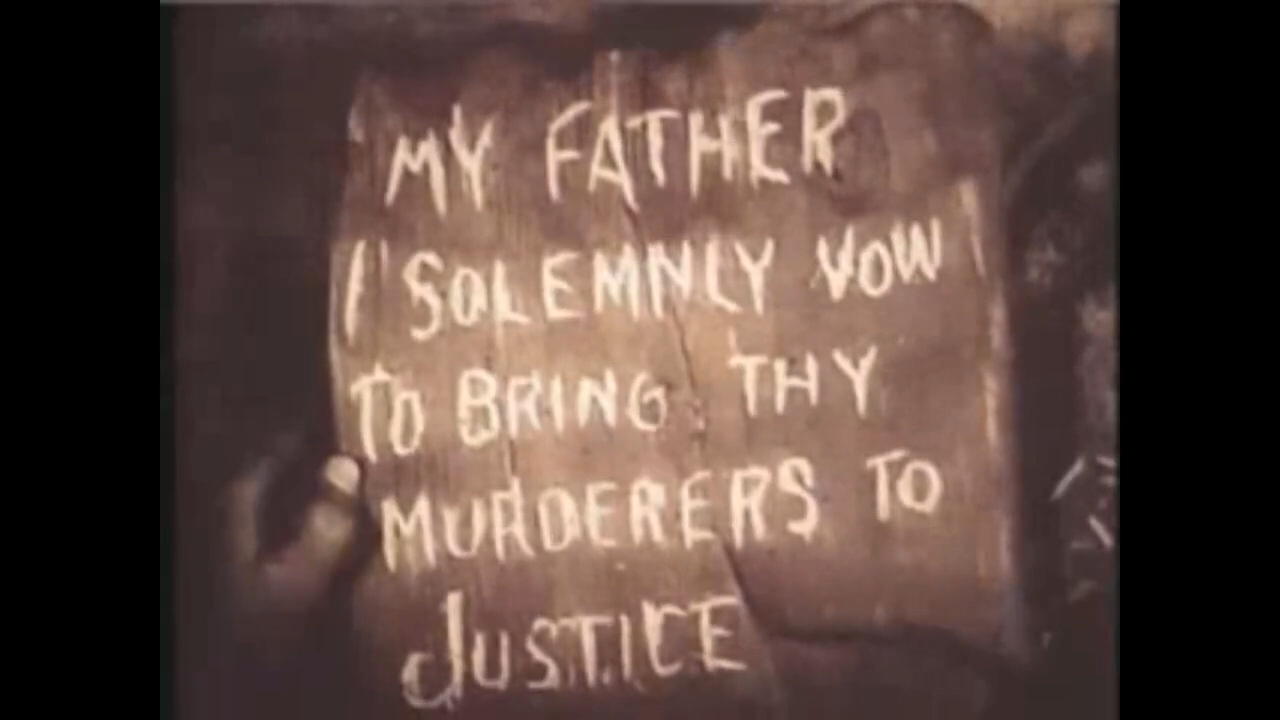 MY FATHER
I SOLEMNLY VOW
TO BRING THY
MURDERERS TO
JUSTICE